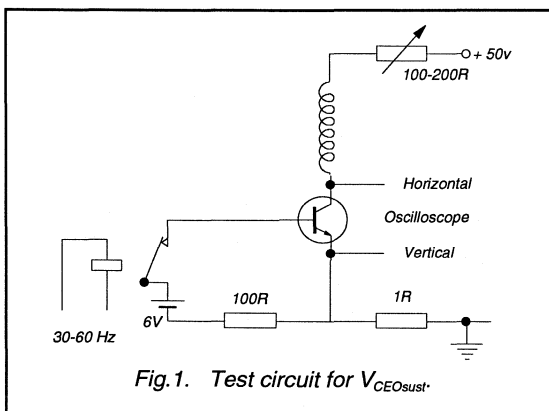 + 50v
100-200R
Horizontal
Oscilloscope
Vertical
100R
1R
6V
30-60 Hz
Fig.1. Test circuit for VCEOsust.